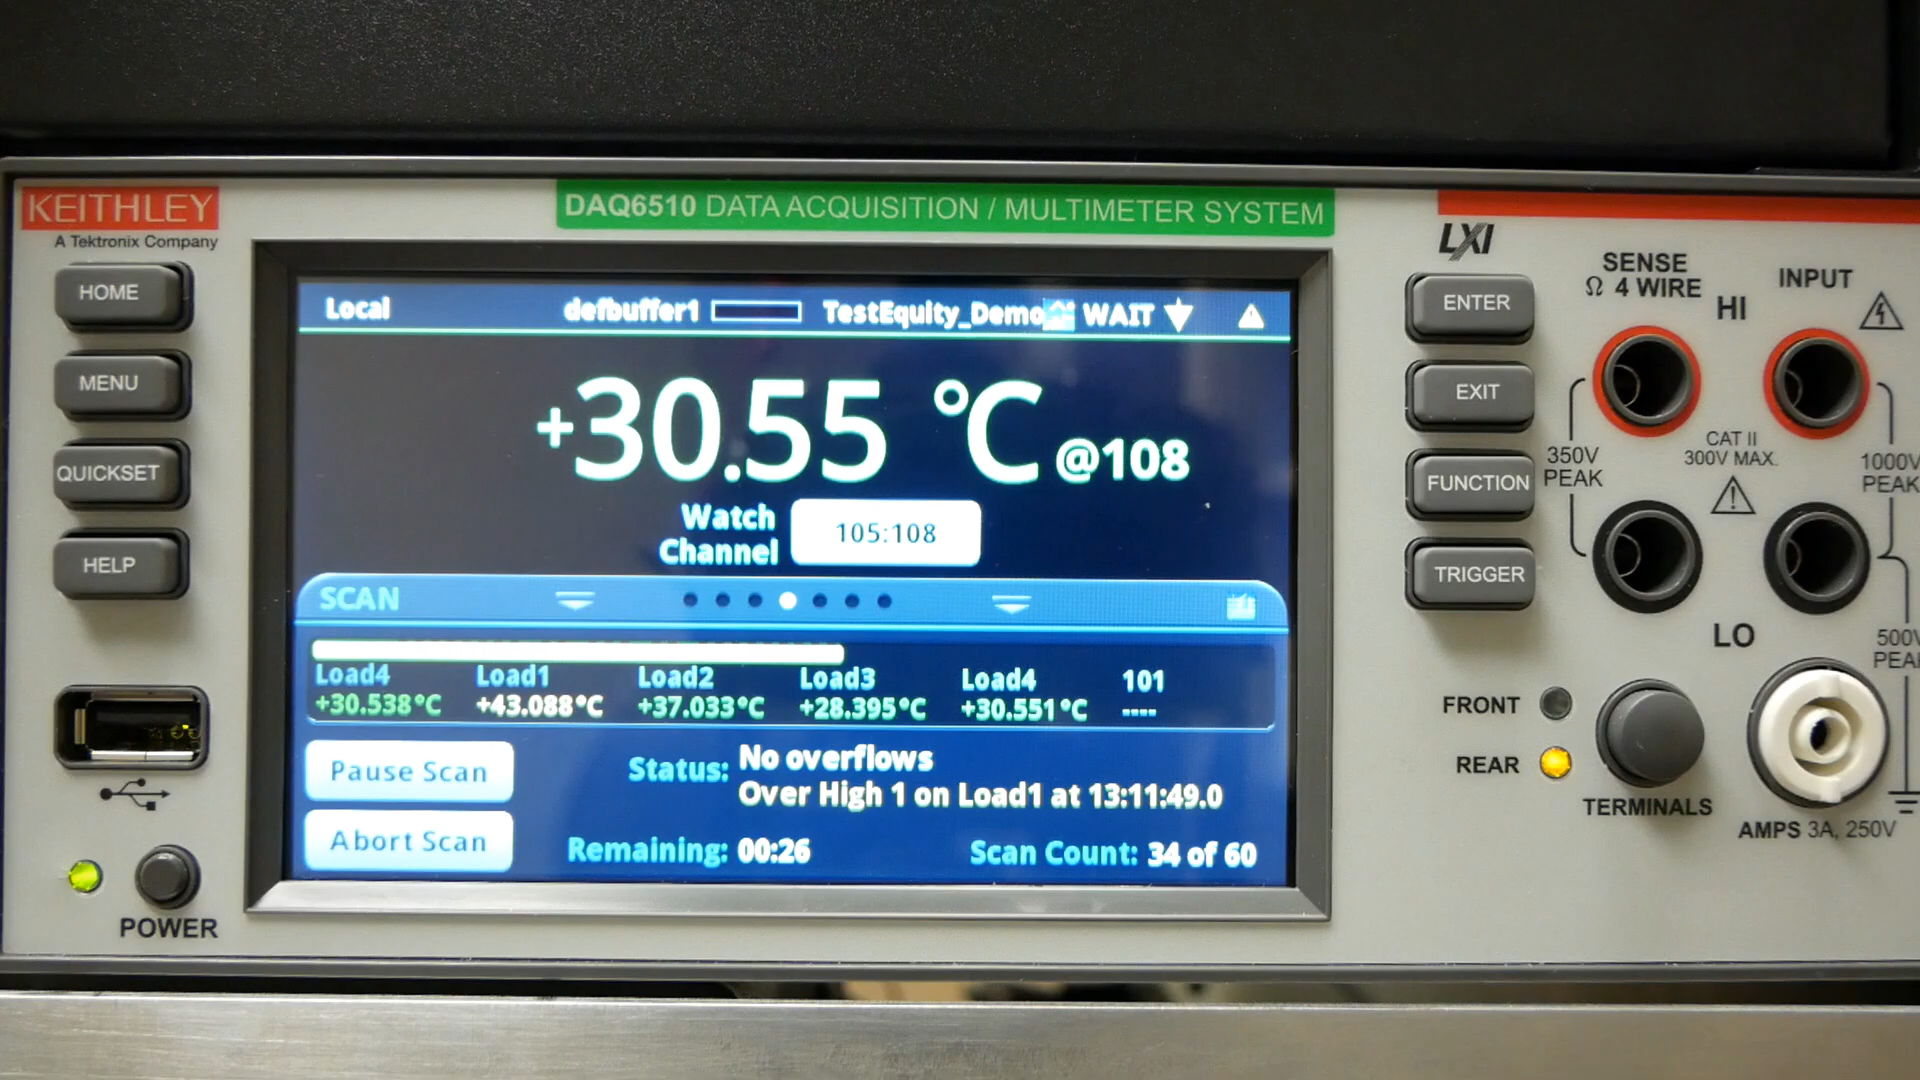 KEITHLEY
A Tektronix Company
DAQ6510 DATA ACQUISITION / MULTIMETER SYSTEM
LXI
HOME
MENU
QUICKSET
HELP
POWER
Local defbuffer1 TestEquity_Demo WAIT
+30.55 °C @108
Watch
Channel
105:108
SCAN
Load4 Load1 Load2 Load3 Load4 101
+30.538°C +43.088°C +37.033°C +28.395°C +30.551°C ----
Pause Scan
Abort Scan
Status: No overflows
Over High 1 on Load1 at 13:11:49.0
Remaining: 00:26 Scan Count: 34 of 60
ENTER
EXIT
FUNCTION
TRIGGER
SENSE
Ω 4 WIRE
HI
INPUT
350V
PEAK
CAT II
300V MAX.
1000V
PEAK
LO
500V
PEAK
FRONT
REAR
TERMINALS
AMPS 3A, 250V